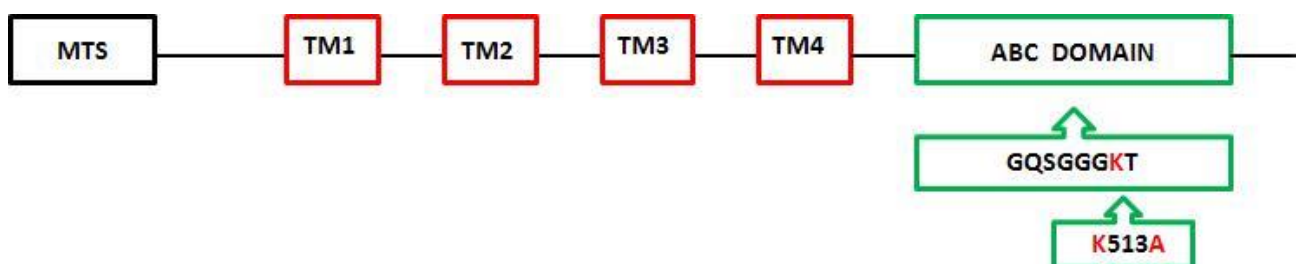 MTS TM1 TM2 TM3 TM4 ABC DOMAIN
GQSGGGKT
K513A